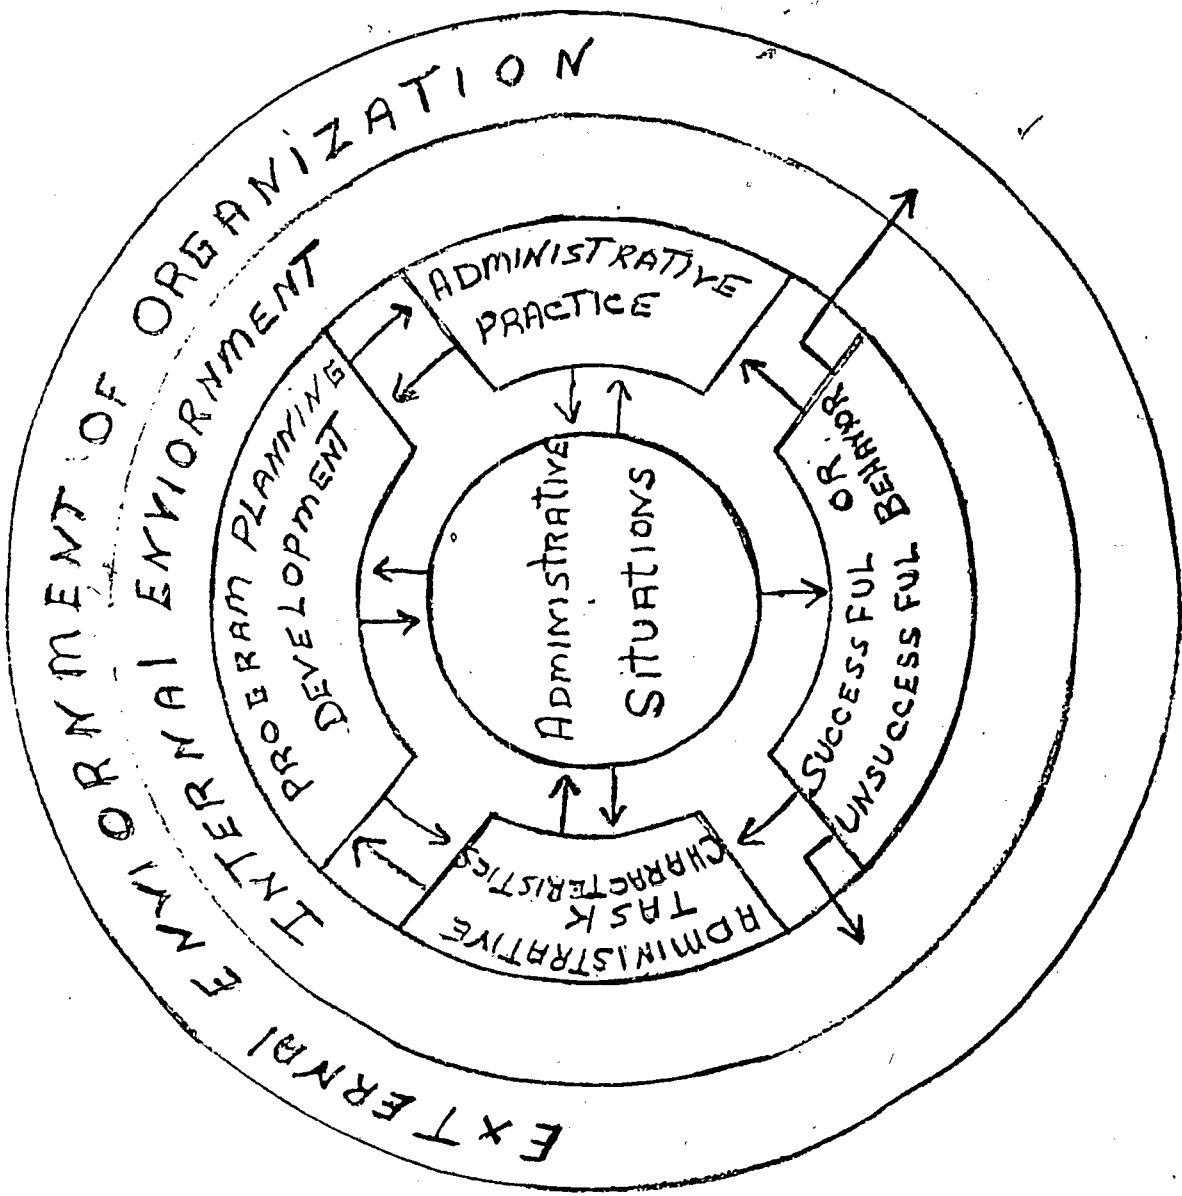 EXTERNAL ENVIORNMENT OF ORGANIZATION
INTERNAL ENVIORNMENT
PROGRAM PLANNING
DEVELOPMENT
ADMINISTRATIVE
PRACTICE
ADMINISTRATIVE
SITUATIONS
SUCCESSFUL OR
UNSUCCESSFUL BEHAVIOR
ADMINISTRATIVE
TASK
CHARACTERISTICS